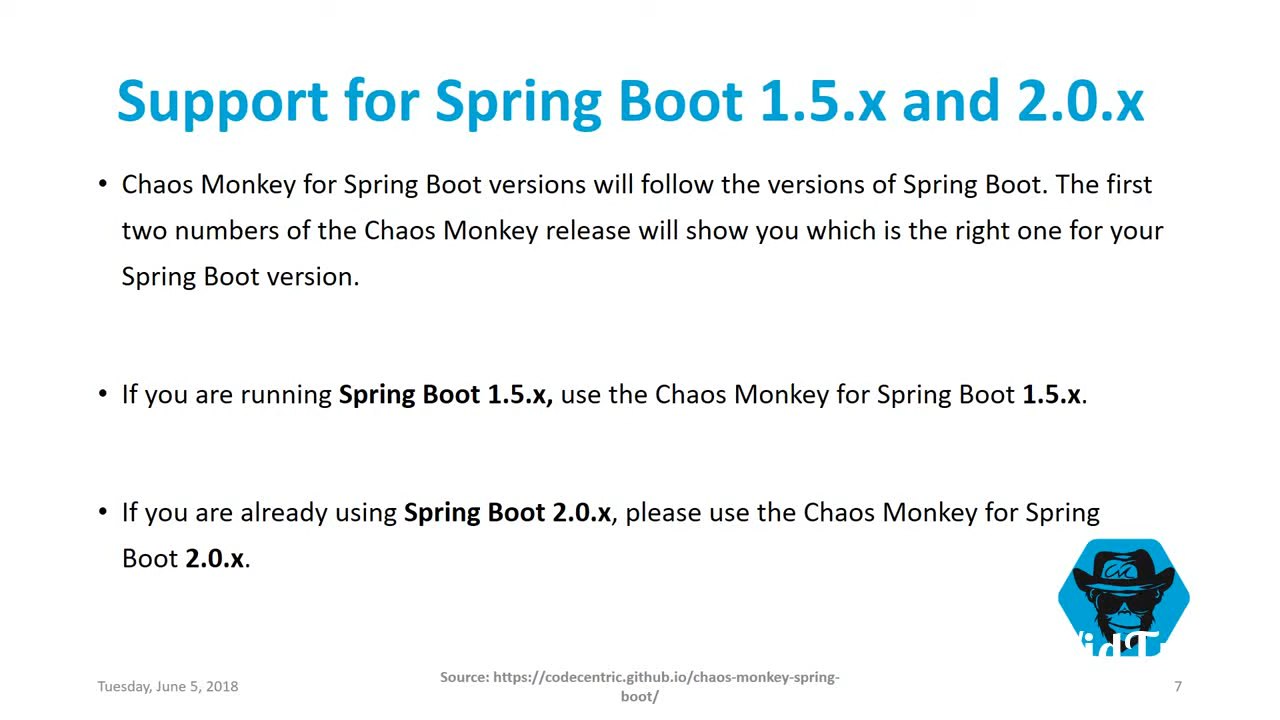 Support for Spring Boot 1.5.x and 2.0.x
• Chaos Monkey for Spring Boot versions will follow the versions of Spring Boot. The first
two numbers of the Chaos Monkey release will show you which is the right one for your
Spring Boot version.
• If you are running Spring Boot 1.5.x, use the Chaos Monkey for Spring Boot 1.5.x.
• If you are already using Spring Boot 2.0.x, please use the Chaos Monkey for Spring
Boot 2.0.x.
Tuesday, June 5, 2018
Source: https://codecentric.github.io/chaos-monkey-spring-
boot/
7